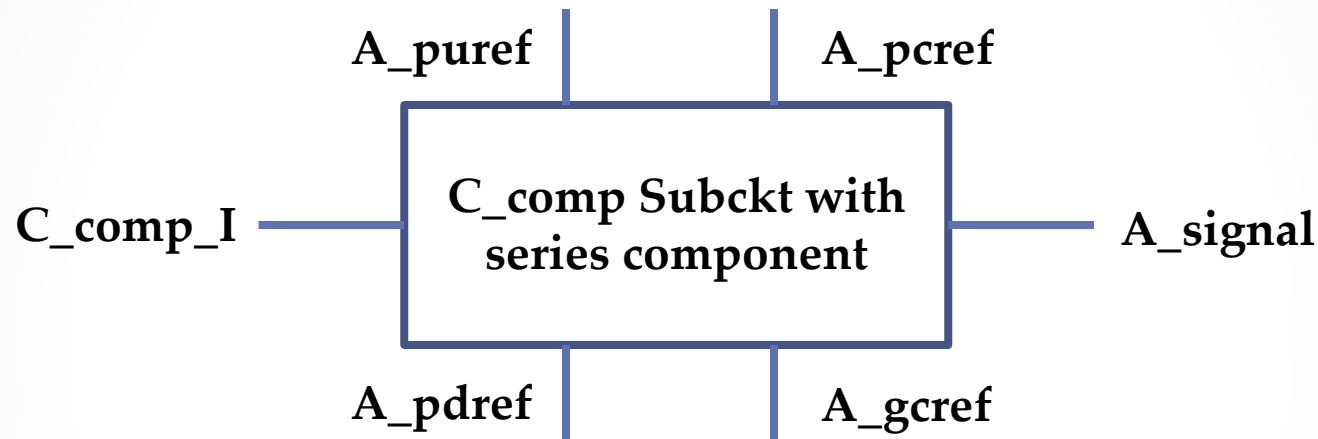 A_puref
A_pcref
C_comp_I
C_comp Subckt with
series component
A_signal
A_pdref
A_gcref